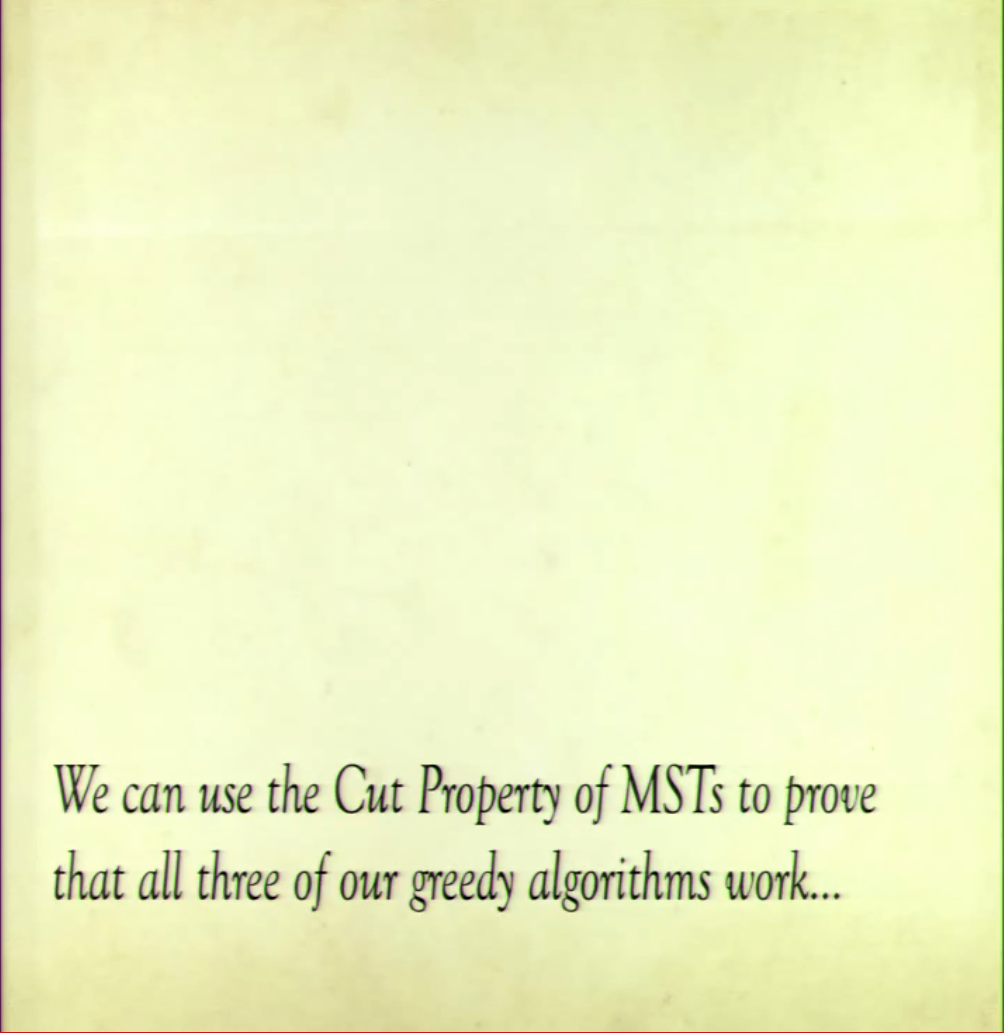 We can use the Cut Property of MSTs to prove
that all three of our greedy algorithms work...